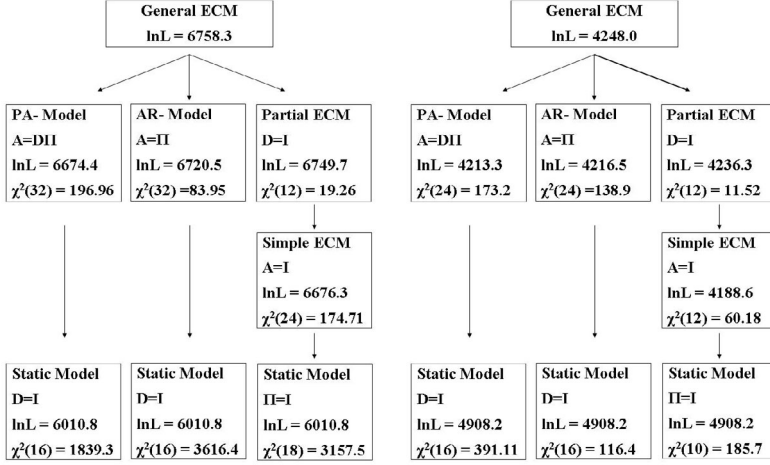 General ECM
lnL = 6758.3
PA- Model
A=DΠ
lnL = 6674.4
χ²(32) = 196.96
AR- Model
A=Π
lnL = 6720.5
χ²(32) =83.95
Partial ECM
D=I
lnL = 6749.7
χ²(12) = 19.26
Simple ECM
A=I
lnL = 6676.3
χ²(24) = 174.71
Static Model
D=I
lnL = 6010.8
χ²(16) = 1839.3
Static Model
D=I
lnL = 6010.8
χ²(16) = 3616.4
Static Model
Π=I
lnL = 6010.8
χ²(18) = 3157.5
General ECM
lnL = 4248.0
PA- Model
A=DΠ
lnL = 4213.3
χ²(24) = 173.2
AR- Model
A=Π
lnL = 4216.5
χ²(24) =138.9
Partial ECM
D=I
lnL = 4236.3
χ²(12) = 11.52
Simple ECM
A=I
lnL = 4188.6
χ²(12) = 60.18
Static Model
D=I
lnL = 4908.2
χ²(16) = 391.11
Static Model
D=I
lnL = 4908.2
χ²(16) = 116.4
Static Model
Π=I
lnL = 4908.2
χ²(10) = 185.7